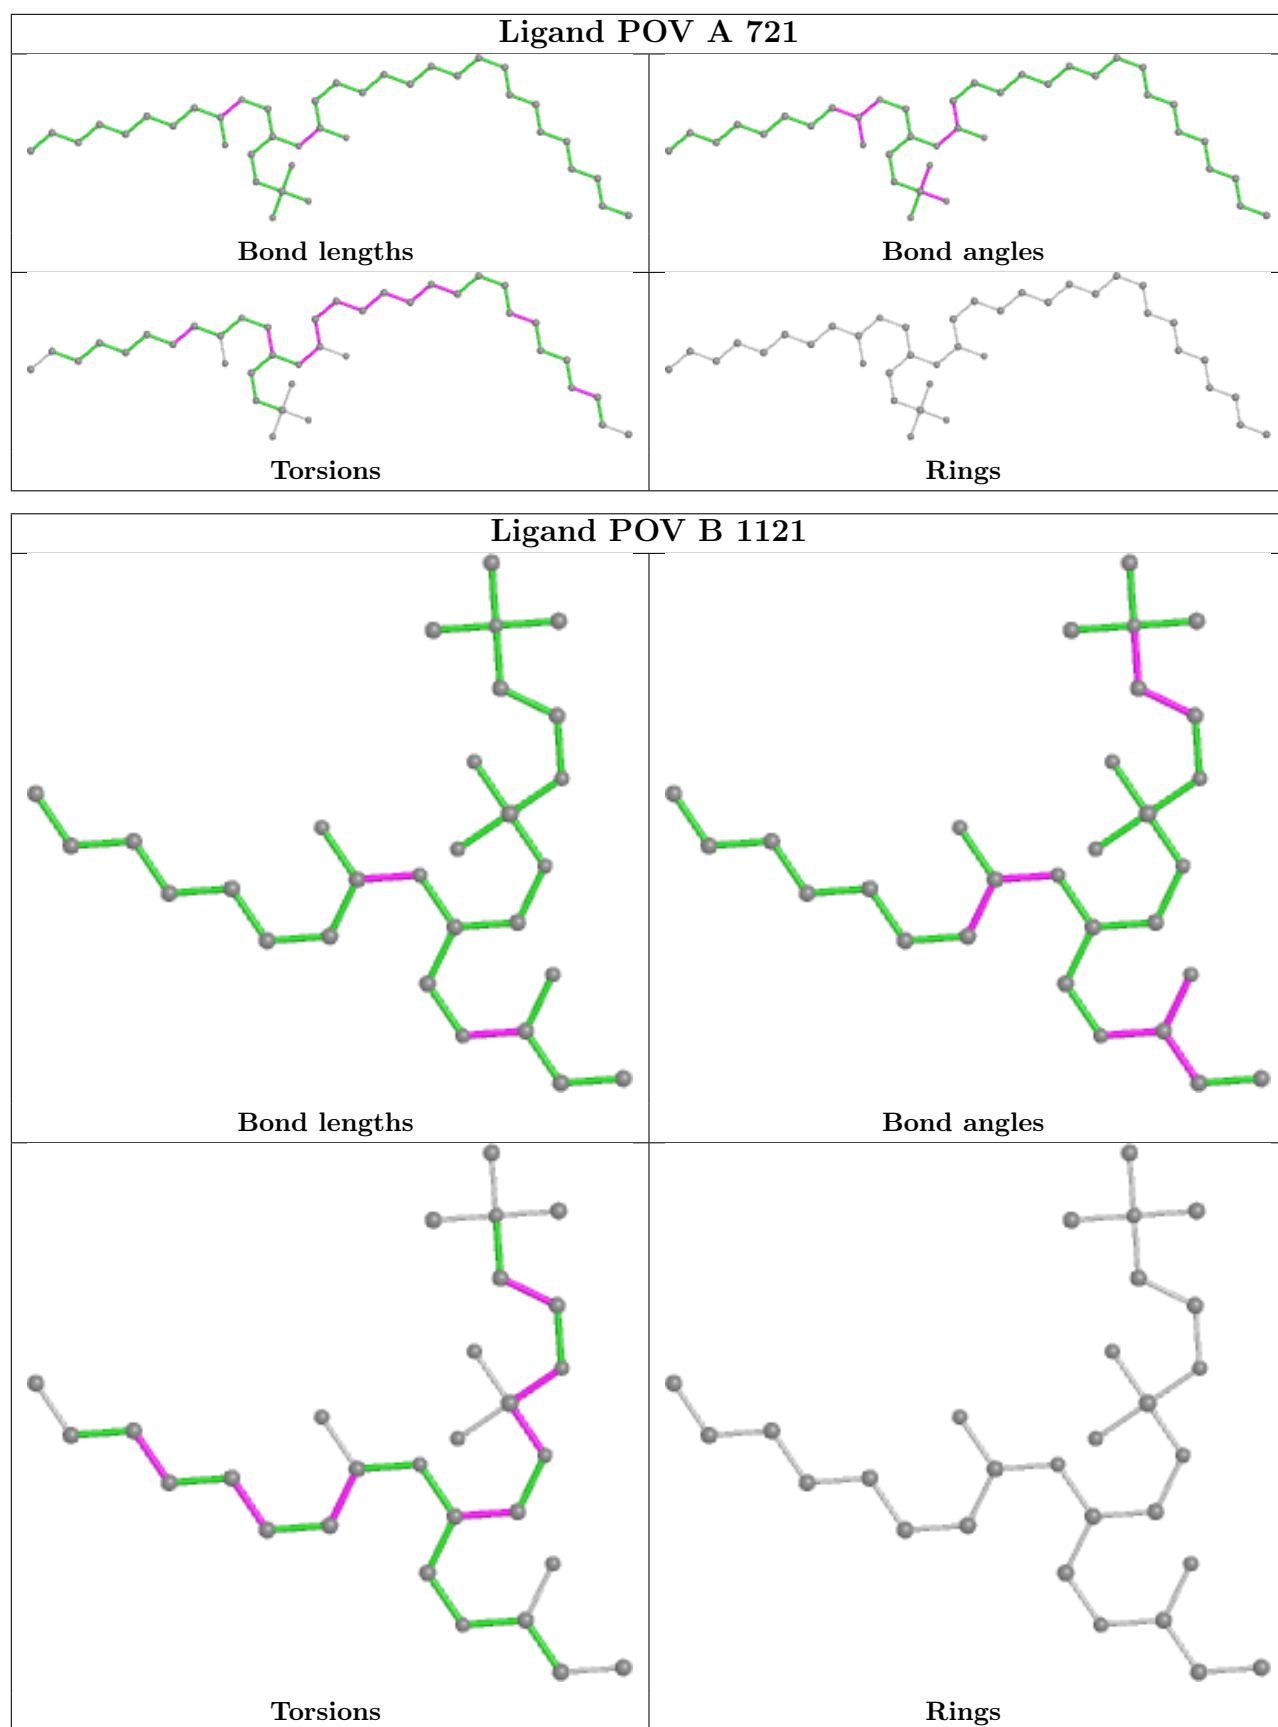 Ligand POV A 721
Bond lengths
Bond angles
Torsions
Rings
Ligand POV B 1121
Bond lengths
Bond angles
Torsions
Rings